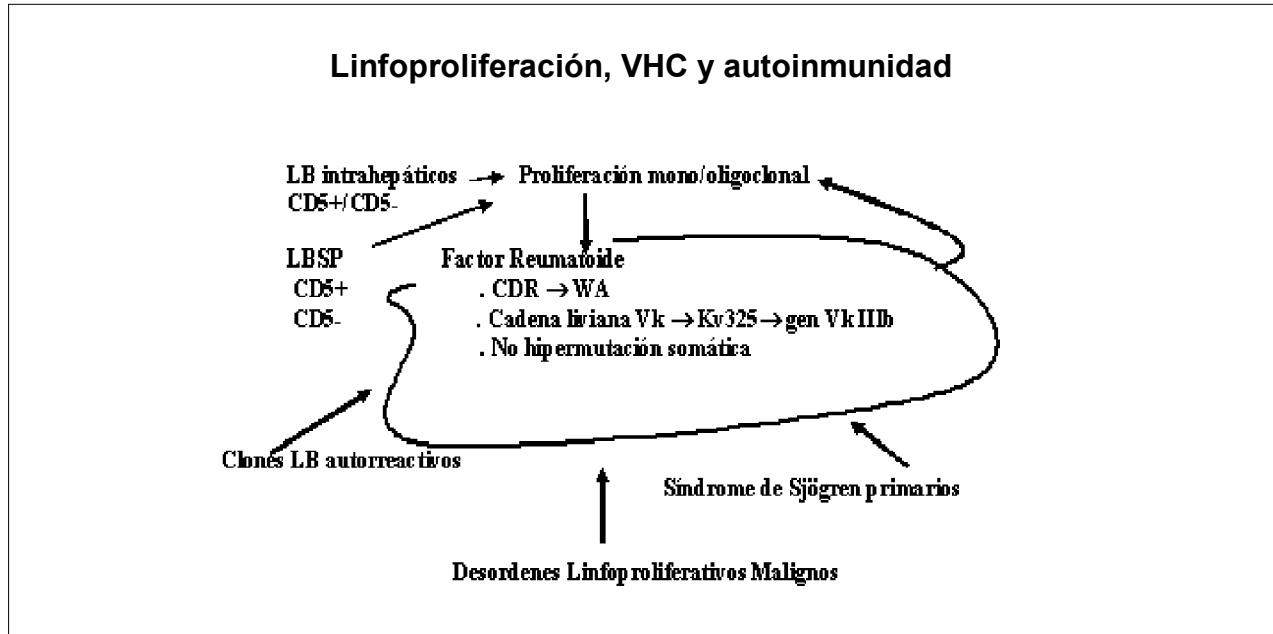 Linfoproliferación, VHC y autoinmunidad
LB intrahepáticos → Proliferación mono/oligoclonal
CD5+/CD5-
LBSP Factor Reumatoide
CD5+ . CDR → WA
CD5- . Cadena liviana Vk → Kv325 → gen Vk IIIb
. No hipermutación somática
Clones LB autorreactivos
Síndrome de Sjögren primarios
Desordenes Linfoproliferativos Malignos